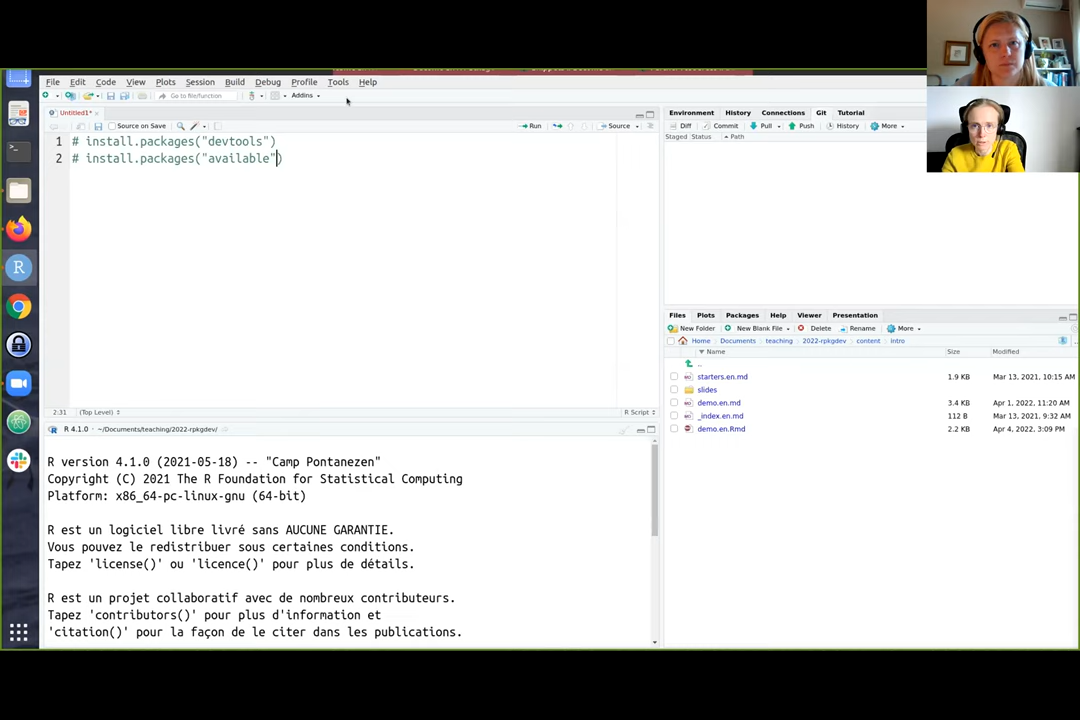 File Edit Code View Plots Session Build Debug Profile Tools Help
Go to file/function Addins
Untitled1*
Source on Save Run Source
1 # install.packages("devtools")
2 # install.packages("available")
2:31 (Top Level) R Script
R 4.1.0 · ~/Documents/teaching/2022-rpkgdev/
R version 4.1.0 (2021-05-18) -- "Camp Pontanezen"
Copyright (C) 2021 The R Foundation for Statistical Computing
Platform: x86_64-pc-linux-gnu (64-bit)
R est un logiciel libre livré sans AUCUNE GARANTIE.
Vous pouvez le redistribuer sous certaines conditions.
Tapez 'license()' ou 'licence()' pour plus de détails.
R est un projet collaboratif avec de nombreux contributeurs.
Tapez 'contributors()' pour plus d'information et
'citation()' pour la façon de le citer dans les publications.
Environment History Connections Git Tutorial
Diff Commit Pull Push History More
Staged Status Path
Files Plots Packages Help Viewer Presentation
New Folder New Blank File Delete Rename More
Home Documents teaching 2022-rpkgdev content intro
Name Size Modified
..
starters.en.md 1.9 KB Mar 13, 2021, 10:15 AM
slides
demo.en.md 3.4 KB Apr 1, 2022, 11:20 AM
_index.en.md 112 B Mar 13, 2021, 9:32 AM
demo.en.Rmd 2.2 KB Apr 4, 2022, 3:09 PM